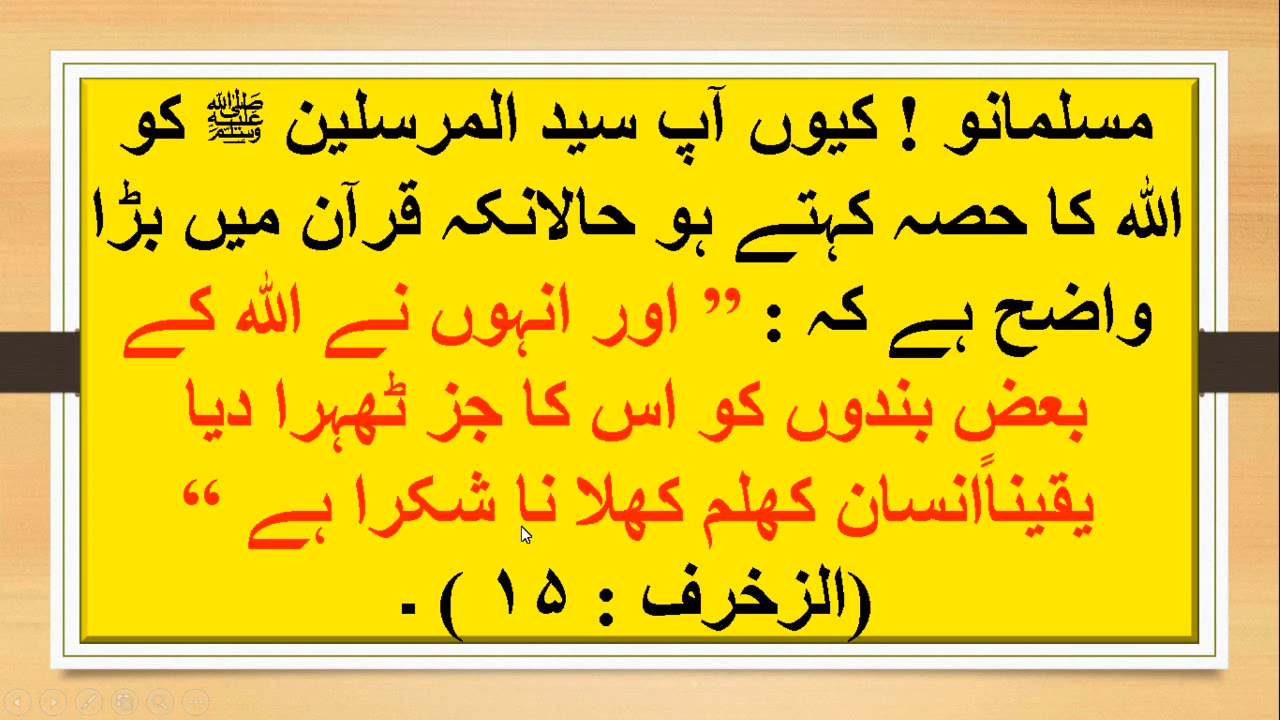 مسلمانو ! کیوں آپ سید المرسلین ﷺ کو
اللہ کا حصہ کہتے ہو حالانکہ قرآن میں بڑا
واضح ہے کہ : ” اور انہوں نے اللہ کے
بعض بندوں کو اس کا جز ٹھہرا دیا
یقیناًانسان کھلم کھلا نا شکرا ہے “
(الزخرف : ۱۵ ) ۔